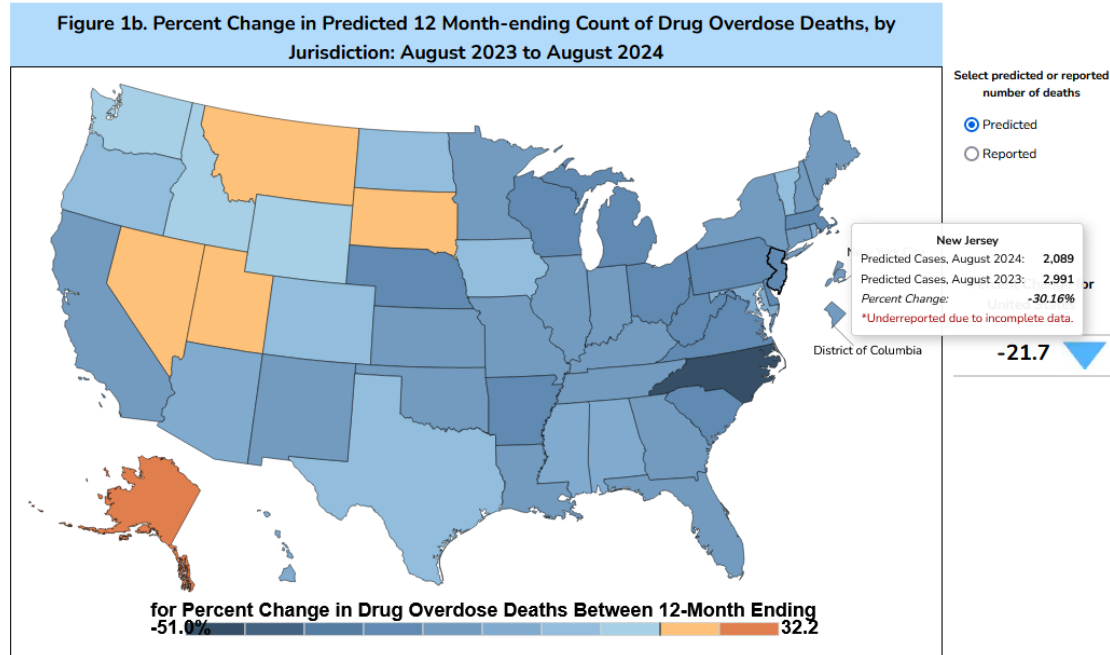 Figure 1b. Percent Change in Predicted 12 Month-ending Count of Drug Overdose Deaths, by
Jurisdiction: August 2023 to August 2024
Select predicted or reported
number of deaths
Predicted
Reported
New Jersey
Predicted Cases, August 2024: 2,089
Predicted Cases, August 2023: 2,991
Percent Change: -30.16%
*Underreported due to incomplete data.
or
District of Columbia
-21.7
for Percent Change in Drug Overdose Deaths Between 12-Month Ending
-51.0%
32.2